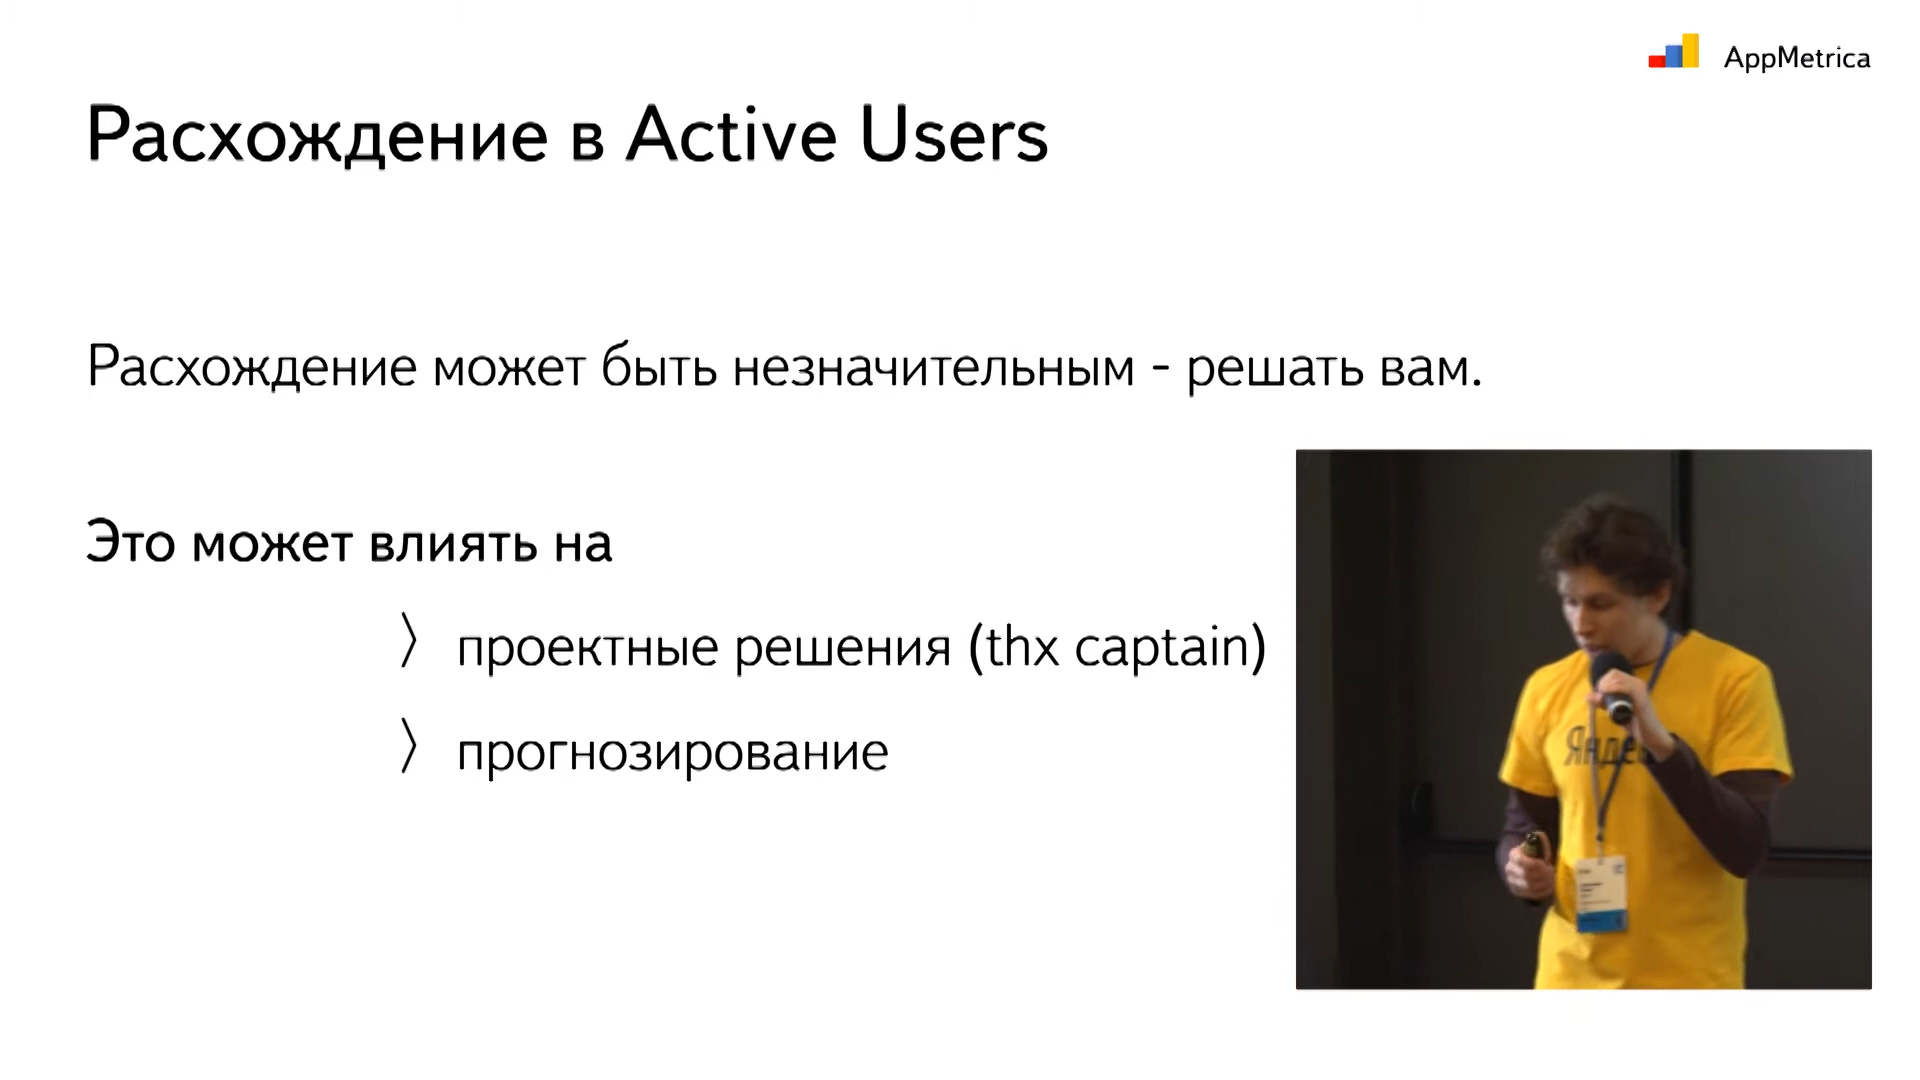 AppMetrica
Расхождение в Active Users
Расхождение может быть незначительным - решать вам.
Это может влиять на
〉 проектные решения (thx captain)
〉 прогнозирование